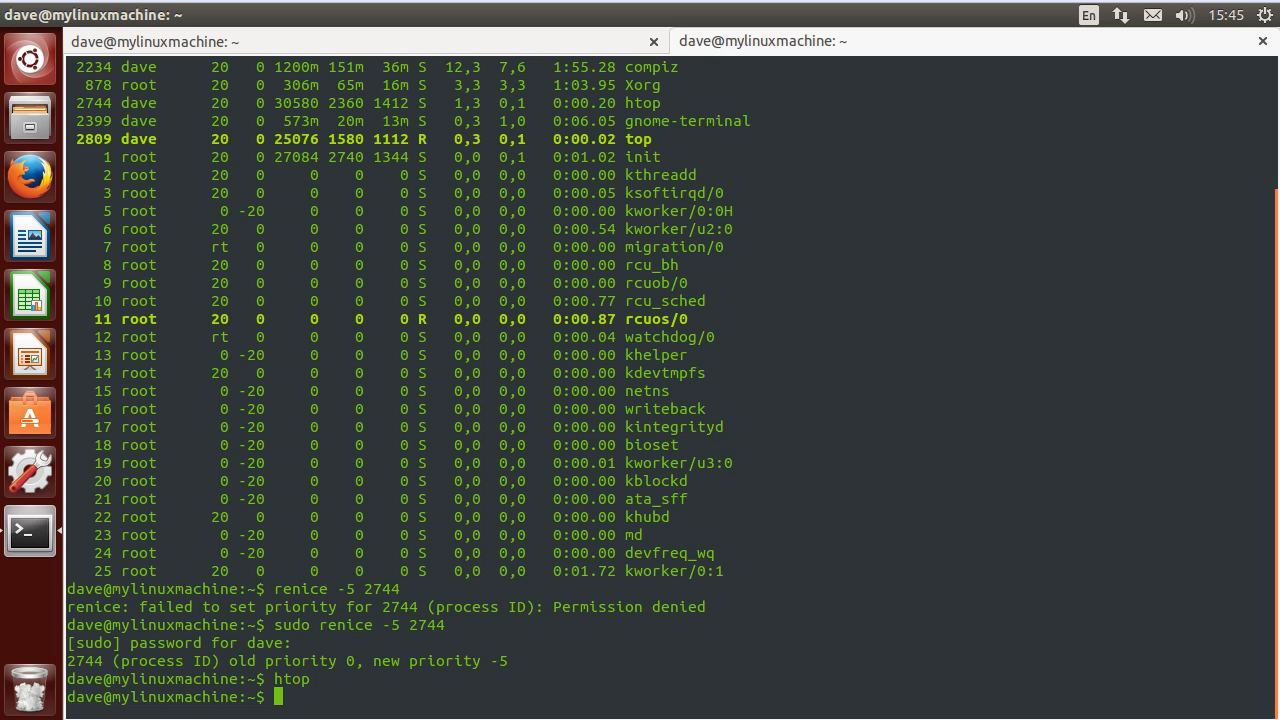 dave@mylinuxmachine: ~
En
15:45
dave@mylinuxmachine: ~ ×
dave@mylinuxmachine: ~ ×
2234 dave 20 0 1200m 151m 36m S 12,3 7,6 1:55.28 compiz
878 root 20 0 306m 65m 16m S 3,3 3,3 1:03.95 Xorg
2744 dave 20 0 30580 2360 1412 S 1,3 0,1 0:00.20 htop
2399 dave 20 0 573m 20m 13m S 0,3 1,0 0:06.05 gnome-terminal
2809 dave 20 0 25076 1580 1112 R 0,3 0,1 0:00.02 top
1 root 20 0 27084 2740 1344 S 0,0 0,1 0:01.02 init
2 root 20 0 0 0 0 S 0,0 0,0 0:00.00 kthreadd
3 root 20 0 0 0 0 S 0,0 0,0 0:00.05 ksoftirqd/0
5 root 0 -20 0 0 0 S 0,0 0,0 0:00.00 kworker/0:0H
6 root 20 0 0 0 0 S 0,0 0,0 0:00.54 kworker/u2:0
7 root rt 0 0 0 0 S 0,0 0,0 0:00.00 migration/0
8 root 20 0 0 0 0 S 0,0 0,0 0:00.00 rcu_bh
9 root 20 0 0 0 0 S 0,0 0,0 0:00.00 rcuob/0
10 root 20 0 0 0 0 S 0,0 0,0 0:00.77 rcu_sched
11 root 20 0 0 0 0 R 0,0 0,0 0:00.87 rcuos/0
12 root rt 0 0 0 0 S 0,0 0,0 0:00.04 watchdog/0
13 root 0 -20 0 0 0 S 0,0 0,0 0:00.00 khelper
14 root 20 0 0 0 0 S 0,0 0,0 0:00.00 kdevtmpfs
15 root 0 -20 0 0 0 S 0,0 0,0 0:00.00 netns
16 root 0 -20 0 0 0 S 0,0 0,0 0:00.00 writeback
17 root 0 -20 0 0 0 S 0,0 0,0 0:00.00 kintegrityd
18 root 0 -20 0 0 0 S 0,0 0,0 0:00.00 bioset
19 root 0 -20 0 0 0 S 0,0 0,0 0:00.01 kworker/u3:0
20 root 0 -20 0 0 0 S 0,0 0,0 0:00.00 kblockd
21 root 0 -20 0 0 0 S 0,0 0,0 0:00.00 ata_sff
22 root 20 0 0 0 0 S 0,0 0,0 0:00.00 khubd
23 root 0 -20 0 0 0 S 0,0 0,0 0:00.00 md
24 root 0 -20 0 0 0 S 0,0 0,0 0:00.00 devfreq_wq
25 root 20 0 0 0 0 S 0,0 0,0 0:01.72 kworker/0:1
dave@mylinuxmachine:~$ renice -5 2744
renice: failed to set priority for 2744 (process ID): Permission denied
dave@mylinuxmachine:~$ sudo renice -5 2744
[sudo] password for dave:
2744 (process ID) old priority 0, new priority -5
dave@mylinuxmachine:~$ htop
dave@mylinuxmachine:~$